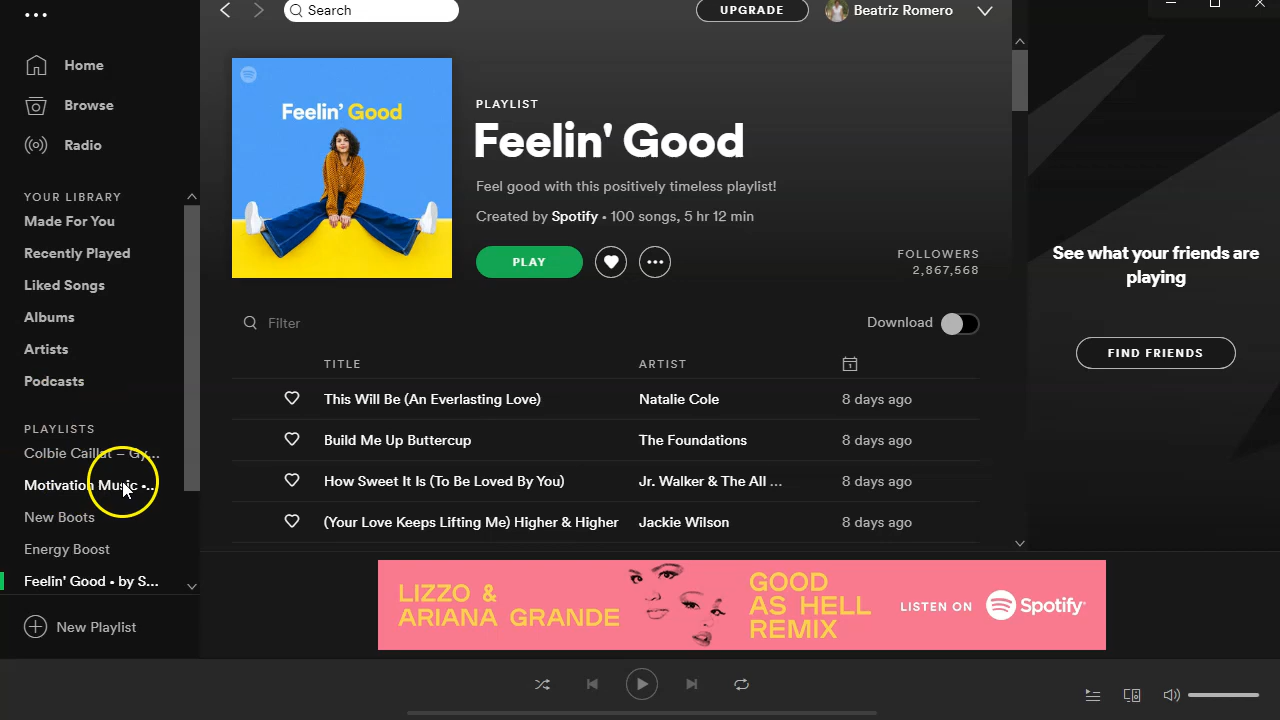 Search
UPGRADE
Beatriz Romero
Home
Browse
Radio
YOUR LIBRARY
Made For You
Recently Played
Liked Songs
Albums
Artists
Podcasts
PLAYLISTS
Colbie Caillat – Gy...
Motivation Music •...
New Boots
Energy Boost
Feelin' Good • by S...
New Playlist
Feelin' Good
PLAYLIST
Feelin' Good
Feel good with this positively timeless playlist!
Created by Spotify • 100 songs, 5 hr 12 min
PLAY
FOLLOWERS
2,867,568
Filter
Download
TITLE ARTIST
This Will Be (An Everlasting Love) Natalie Cole 8 days ago
Build Me Up Buttercup The Foundations 8 days ago
How Sweet It Is (To Be Loved By You) Jr. Walker & The All ... 8 days ago
(Your Love Keeps Lifting Me) Higher & Higher Jackie Wilson 8 days ago
See what your friends are
playing
FIND FRIENDS
LIZZO &
ARIANA GRANDE
GOOD
AS HELL
REMIX
LISTEN ON Spotify